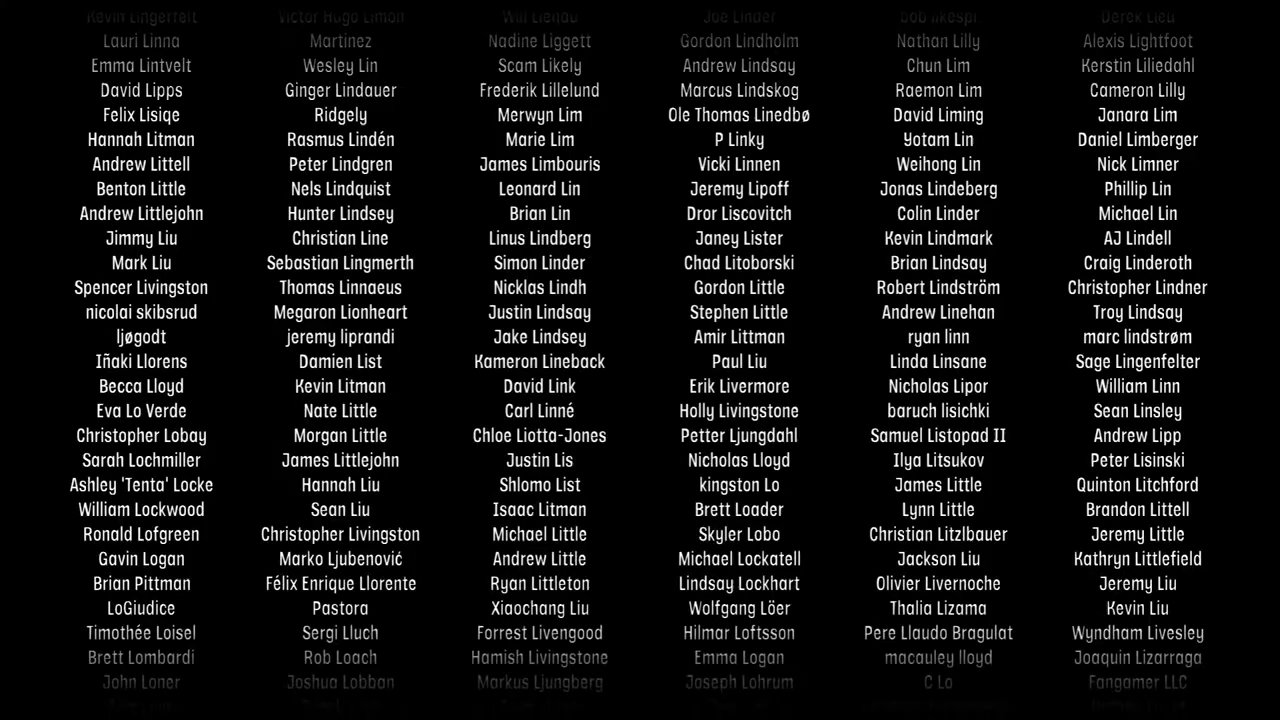 Kevin Lingerfelt
Victor Hugo Limon
Will Lienau
Joe Linder
Derek Lieu
Lauri Linna
Martinez
Nadine Liggett
Gordon Lindholm
Nathan Lilly
Alexis Lightfoot
Emma Lintvelt
Wesley Lin
Scam Likely
Andrew Lindsay
Chun Lim
Kerstin Liliedahl
David Lipps
Ginger Lindauer
Frederik Lillelund
Marcus Lindskog
Raemon Lim
Cameron Lilly
Felix Lisiqe
Ridgely
Merwyn Lim
Ole Thomas Linedbø
David Liming
Janara Lim
Hannah Litman
Rasmus Lindén
Marie Lim
P Linky
Yotam Lin
Daniel Limberger
Andrew Littell
Peter Lindgren
James Limbouris
Vicki Linnen
Weihong Lin
Nick Limner
Benton Little
Nels Lindquist
Leonard Lin
Jeremy Lipoff
Jonas Lindeberg
Phillip Lin
Andrew Littlejohn
Hunter Lindsey
Brian Lin
Dror Liscovitch
Colin Linder
Michael Lin
Jimmy Liu
Christian Line
Linus Lindberg
Janey Lister
Kevin Lindmark
AJ Lindell
Mark Liu
Sebastian Lingmerth
Simon Linder
Chad Litoborski
Brian Lindsay
Craig Linderoth
Spencer Livingston
Thomas Linnaeus
Nicklas Lindh
Gordon Little
Robert Lindström
Christopher Lindner
nicolai skibsrud
Megaron Lionheart
Justin Lindsay
Stephen Little
Andrew Linehan
Troy Lindsay
ljøgodt
jeremy liprandi
Jake Lindsey
Amir Littman
ryan linn
marc lindstrøm
Iñaki Llorens
Damien List
Kameron Lineback
Paul Liu
Linda Linsane
Sage Lingenfelter
Becca Lloyd
Kevin Litman
David Link
Erik Livermore
Nicholas Lipor
William Linn
Eva Lo Verde
Nate Little
Carl Linné
Holly Livingstone
baruch lisichki
Sean Linsley
Christopher Lobay
Morgan Little
Chloe Liotta-Jones
Petter Ljungdahl
Samuel Listopad II
Andrew Lipp
Sarah Lochmiller
James Littlejohn
Justin Lis
Nicholas Lloyd
Ilya Litsukov
Peter Lisinski
Ashley 'Tenta' Locke
Hannah Liu
Shlomo List
kingston Lo
James Little
Quinton Litchford
William Lockwood
Sean Liu
Isaac Litman
Brett Loader
Lynn Little
Brandon Littell
Ronald Lofgreen
Christopher Livingston
Michael Little
Skyler Lobo
Christian Litzlbauer
Jeremy Little
Gavin Logan
Marko Ljubenović
Andrew Little
Michael Lockatell
Jackson Liu
Kathryn Littlefield
Brian Pittman
Félix Enrique Llorente
Ryan Littleton
Lindsay Lockhart
Olivier Livernoche
Jeremy Liu
LoGiudice
Pastora
Xiaochang Liu
Wolfgang Löer
Thalia Lizama
Kevin Liu
Timothée Loisel
Sergi Lluch
Forrest Livengood
Hilmar Loftsson
Pere Llaudo Bragulat
Wyndham Livesley
Brett Lombardi
Rob Loach
Hamish Livingstone
Emma Logan
macauley lloyd
Joaquin Lizarraga
John Loner
Joshua Lobban
Markus Ljungberg
Joseph Lohrum
C Lo
Fangamer LLC